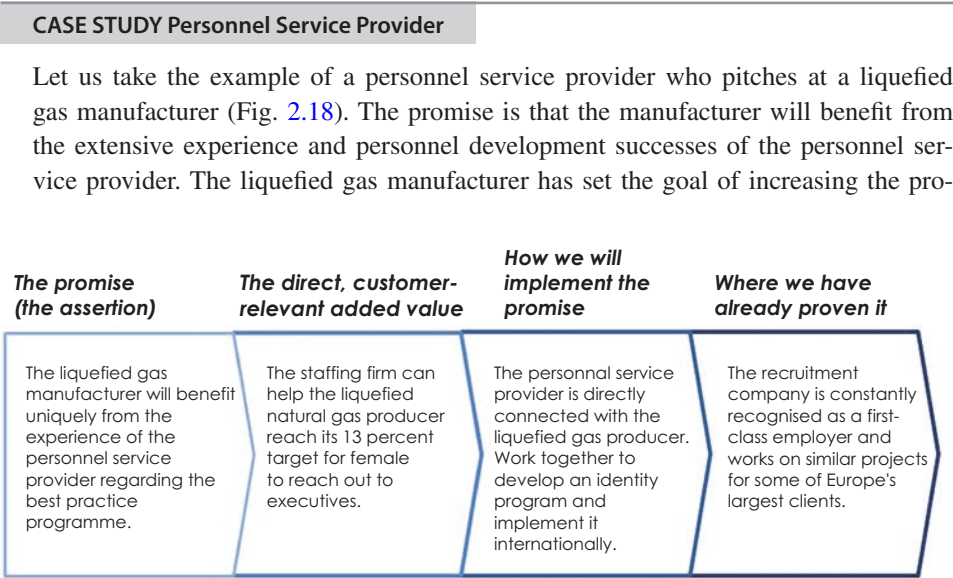 CASE STUDY Personnel Service Provider
Let us take the example of a personnel service provider who pitches at a liquefied
gas manufacturer (Fig. 2.18). The promise is that the manufacturer will benefit from
the extensive experience and personnel development successes of the personnel ser-
vice provider. The liquefied gas manufacturer has set the goal of increasing the pro-
The promise
(the assertion)
The direct, customer-
relevant added value
How we will
implement the
promise
Where we have
already proven it
The liquefied gas
manufacturer will benefit
uniquely from the
experience of the
personnel service
provider regarding the
best practice
programme.
The staffing firm can
help the liquefied
natural gas producer
reach its 13 percent
target for female
to reach out to
executives.
The personnal service
provider is directly
connected with the
liquefied gas producer.
Work together to
develop an identity
program and
implement it
internationally.
The recruitment
company is constantly
recognised as a first-
class employer and
works on similar projects
for some of Europe's
largest clients.